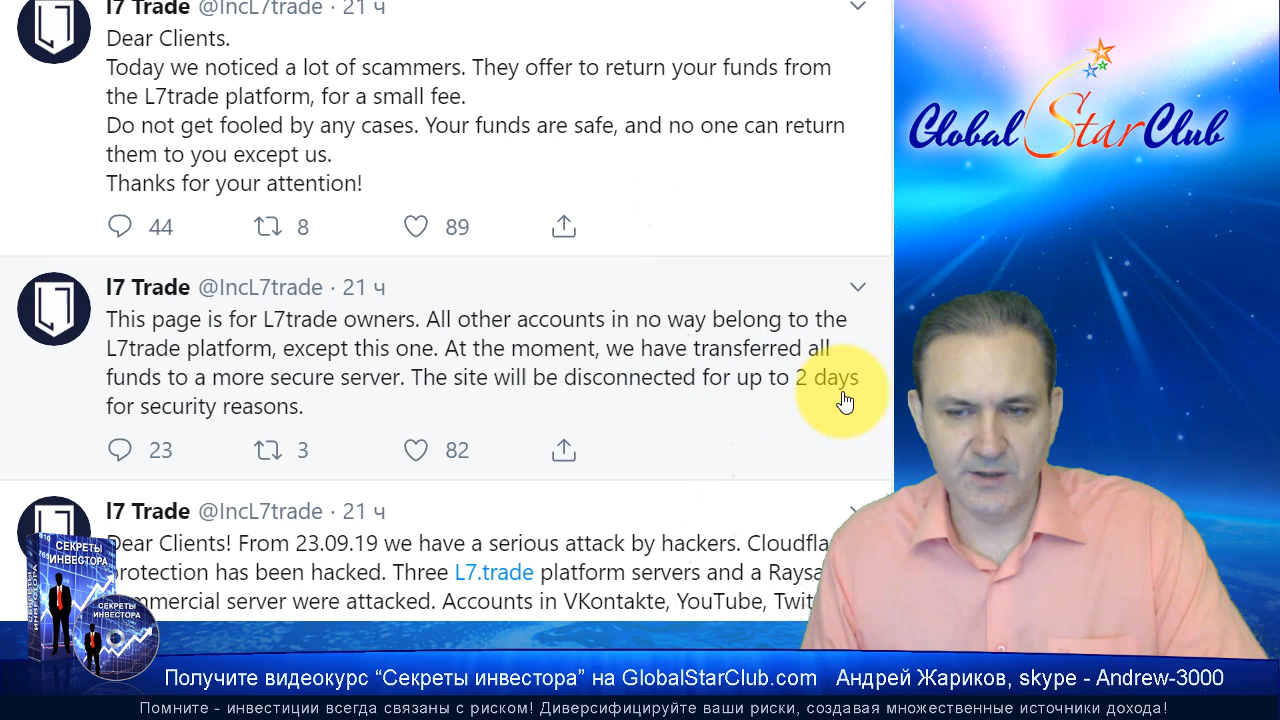 l7 Trade @IncL7trade · 21 ч
Dear Clients.
Today we noticed a lot of scammers. They offer to return your funds from
the L7trade platform, for a small fee.
Do not get fooled by any cases. Your funds are safe, and no one can return
them to you except us.
Thanks for your attention!
44 8 89
l7 Trade @IncL7trade · 21 ч
This page is for L7trade owners. All other accounts in no way belong to the
L7trade platform, except this one. At the moment, we have transferred all
funds to a more secure server. The site will be disconnected for up to 2 days
for security reasons.
23 3 82
l7 Trade @IncL7trade · 21 ч
Dear Clients! From 23.09.19 we have a serious attack by hackers. Cloudfla
protection has been hacked. Three L7.trade platform servers and a Raysa
mmercial server were attacked. Accounts in VKontakte, YouTube, Twit
Global Star Club
СЕКРЕТЫ
ИНВЕСТОРА
СЕКРЕТЫ
ИНВЕСТОРА
СЕКРЕТЫ
ИНВЕСТОРА
Получите видеокурс “Секреты инвестора” на GlobalStarClub.com Андрей Жариков, skype - Andrew-3000
Помните - инвестиции всегда связаны с риском! Диверсифицируйте ваши риски, создавая множественные источники дохода!